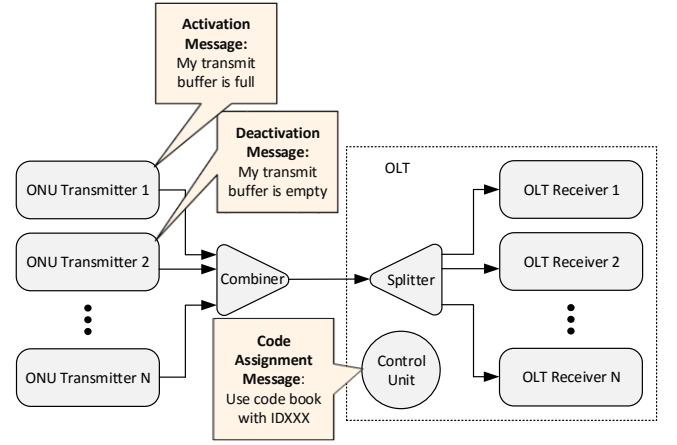 Activation
Message:
My transmit
buffer is full
Deactivation
Message:
My transmit
buffer is empty
OLT
ONU Transmitter 1
OLT Receiver 1
ONU Transmitter 2
Combiner
Splitter
OLT Receiver 2
Code
Assignment
Message:
Use code book
with IDXXX
Control
Unit
ONU Transmitter N
OLT Receiver N